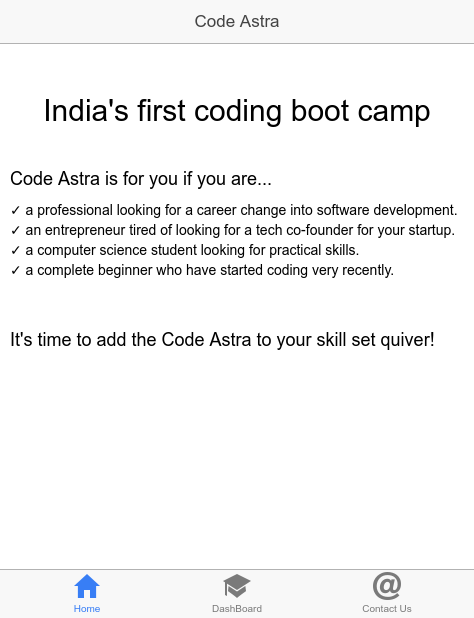 Code Astra
India's first coding boot camp
Code Astra is for you if you are...
✓ a professional looking for a career change into software development.
✓ an entrepreneur tired of looking for a tech co-founder for your startup.
✓ a computer science student looking for practical skills.
✓ a complete beginner who have started coding very recently.
It's time to add the Code Astra to your skill set quiver!
Home DashBoard Contact Us